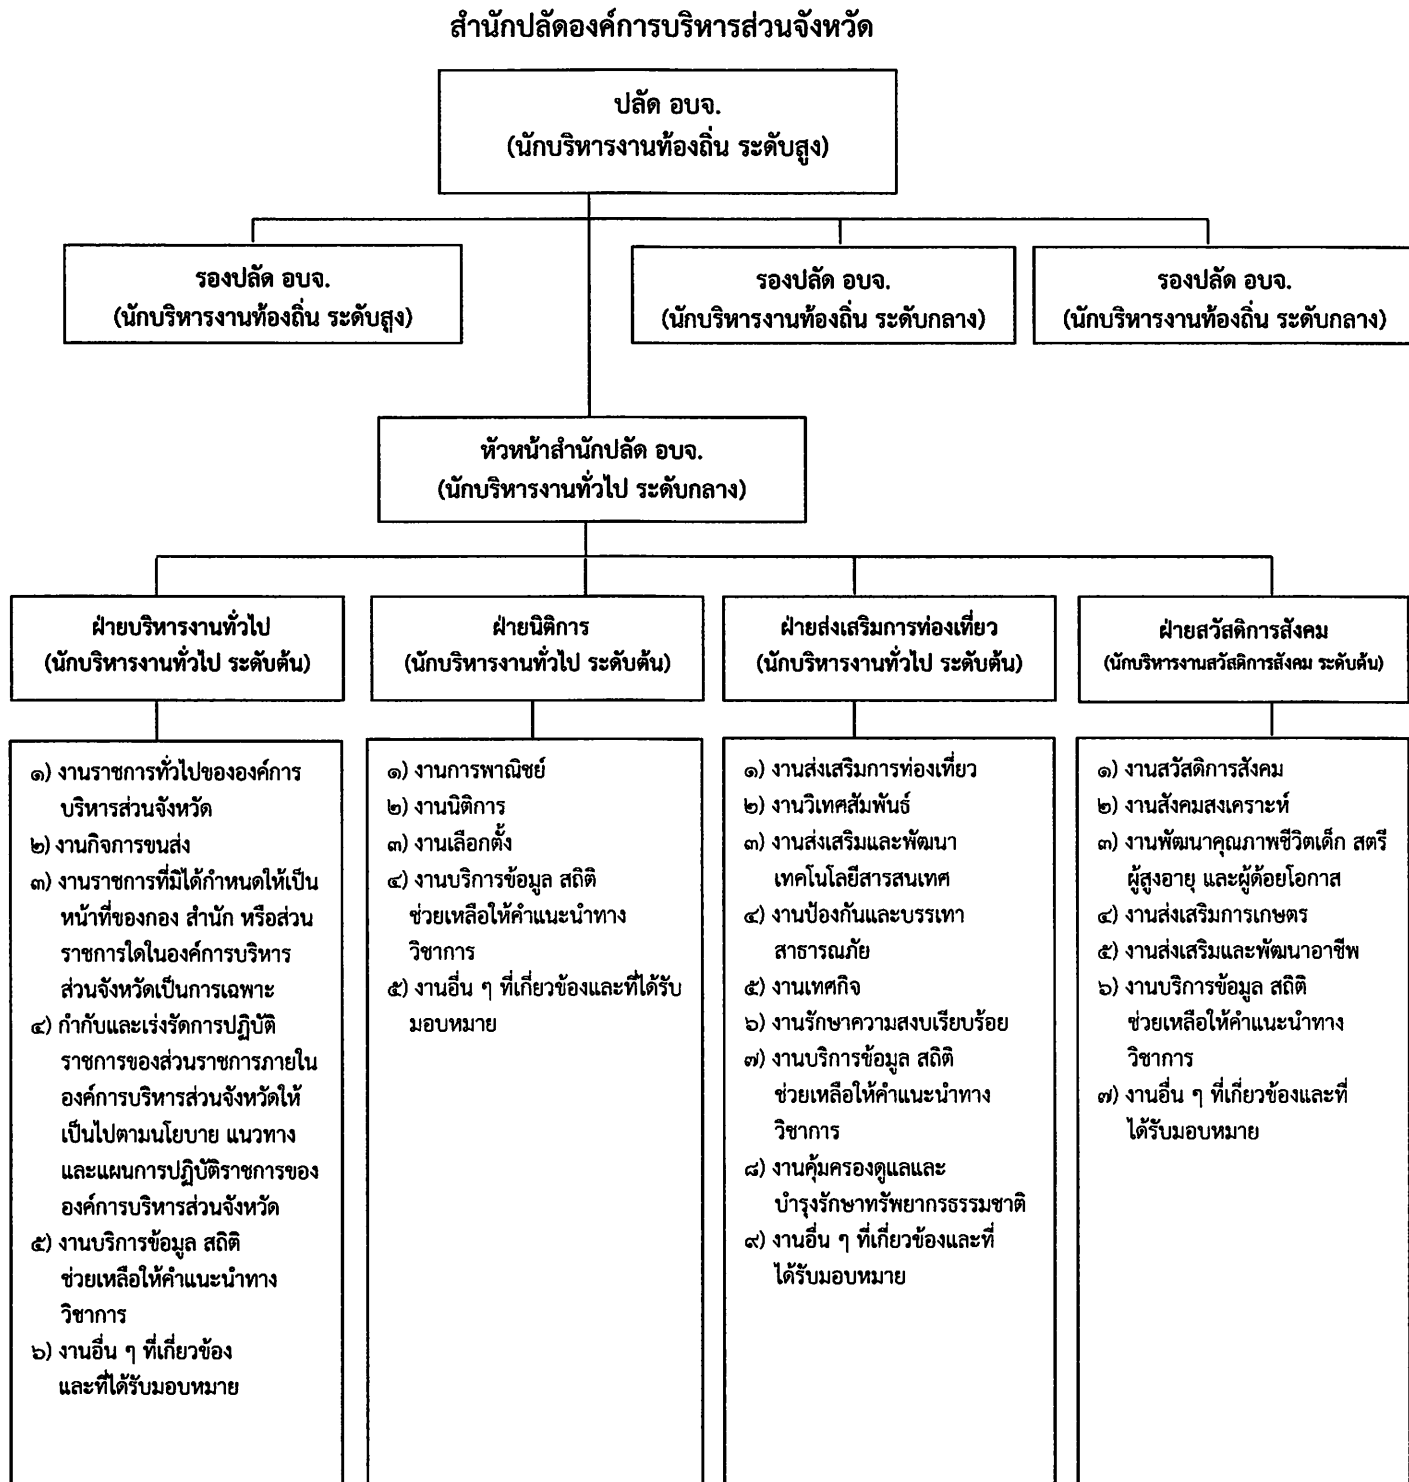 สำนักปลัดองค์การบริหารส่วนจังหวัด
ปลัด อบจ.
(นักบริหารงานท้องถิ่น ระดับสูง)
รองปลัด อบจ.
(นักบริหารงานท้องถิ่น ระดับสูง)
รองปลัด อบจ.
(นักบริหารงานท้องถิ่น ระดับกลาง)
รองปลัด อบจ.
(นักบริหารงานท้องถิ่น ระดับกลาง)
หัวหน้าสำนักปลัด อบจ.
(นักบริหารงานทั่วไป ระดับกลาง)
ฝ่ายบริหารงานทั่วไป
(นักบริหารงานทั่วไป ระดับต้น)
๑) งานราชการทั่วไปขององค์การ
บริหารส่วนจังหวัด
๒) งานกิจการขนส่ง
๓) งานราชการที่มิได้กำหนดให้เป็น
หน้าที่ของกอง สำนัก หรือส่วน
ราชการใดในองค์การบริหาร
ส่วนจังหวัดเป็นการเฉพาะ
๔) กำกับและเร่งรัดการปฏิบัติ
ราชการของส่วนราชการภายใน
องค์การบริหารส่วนจังหวัดให้
เป็นไปตามนโยบาย แนวทาง
และแผนการปฏิบัติราชการของ
องค์การบริหารส่วนจังหวัด
๕) งานบริการข้อมูล สถิติ
ช่วยเหลือให้คำแนะนำทาง
วิชาการ
๖) งานอื่น ๆ ที่เกี่ยวข้อง
และที่ได้รับมอบหมาย
ฝ่ายนิติการ
(นักบริหารงานทั่วไป ระดับต้น)
๑) งานการพาณิชย์
๒) งานนิติการ
๓) งานเลือกตั้ง
๔) งานบริการข้อมูล สถิติ
ช่วยเหลือให้คำแนะนำทาง
วิชาการ
๕) งานอื่น ๆ ที่เกี่ยวข้องและที่ได้รับ
มอบหมาย
ฝ่ายส่งเสริมการท่องเที่ยว
(นักบริหารงานทั่วไป ระดับต้น)
๑) งานส่งเสริมการท่องเที่ยว
๒) งานวิเทศสัมพันธ์
๓) งานส่งเสริมและพัฒนา
เทคโนโลยีสารสนเทศ
๔) งานป้องกันและบรรเทา
สาธารณภัย
๕) งานเทศกิจ
๖) งานรักษาความสงบเรียบร้อย
๗) งานบริการข้อมูล สถิติ
ช่วยเหลือให้คำแนะนำทาง
วิชาการ
๘) งานคุ้มครองดูแลและ
บำรุงรักษาทรัพยากรธรรมชาติ
๙) งานอื่น ๆ ที่เกี่ยวข้องและที่
ได้รับมอบหมาย
ฝ่ายสวัสดิการสังคม
(นักบริหารงานสวัสดิการสังคม ระดับต้น)
๑) งานสวัสดิการสังคม
๒) งานสังคมสงเคราะห์
๓) งานพัฒนาคุณภาพชีวิตเด็ก สตรี
ผู้สูงอายุ และผู้ด้อยโอกาส
๔) งานส่งเสริมการเกษตร
๕) งานส่งเสริมและพัฒนาอาชีพ
๖) งานบริการข้อมูล สถิติ
ช่วยเหลือให้คำแนะนำทาง
วิชาการ
๗) งานอื่น ๆ ที่เกี่ยวข้องและที่
ได้รับมอบหมาย